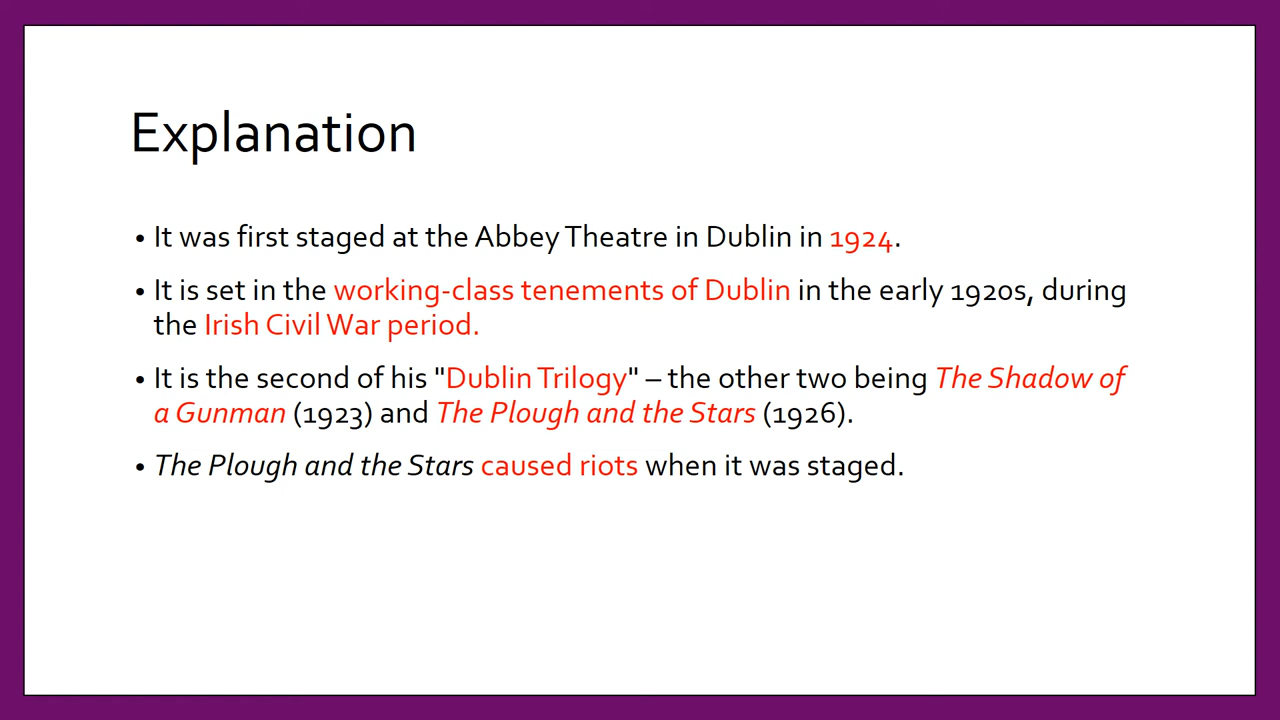 Explanation
• It was first staged at the Abbey Theatre in Dublin in 1924.
• It is set in the working-class tenements of Dublin in the early 1920s, during
the Irish Civil War period.
• It is the second of his "Dublin Trilogy" – the other two being The Shadow of
a Gunman (1923) and The Plough and the Stars (1926).
• The Plough and the Stars caused riots when it was staged.